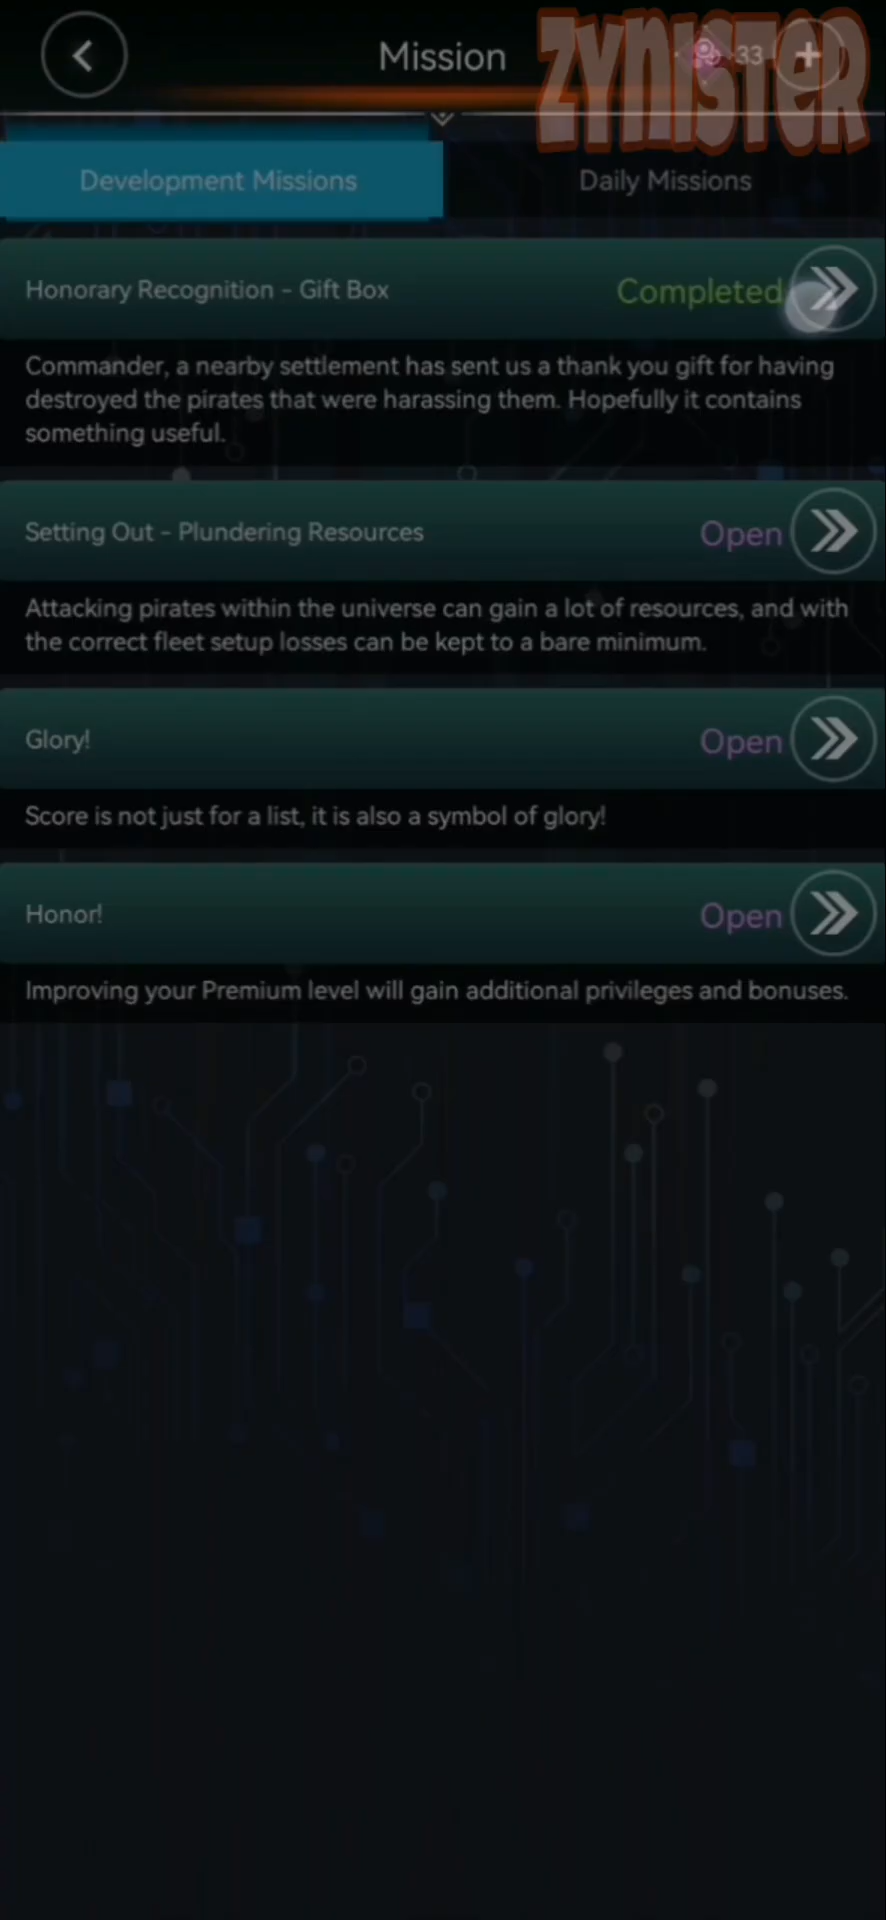 Mission
33
ZYNISTER
Development Missions
Daily Missions
Honorary Recognition - Gift Box
Completed
Commander, a nearby settlement has sent us a thank you gift for having
destroyed the pirates that were harassing them. Hopefully it contains
something useful.
Setting Out - Plundering Resources
Open
Attacking pirates within the universe can gain a lot of resources, and with
the correct fleet setup losses can be kept to a bare minimum.
Glory!
Open
Score is not just for a list, it is also a symbol of glory!
Honor!
Open
Improving your Premium level will gain additional privileges and bonuses.